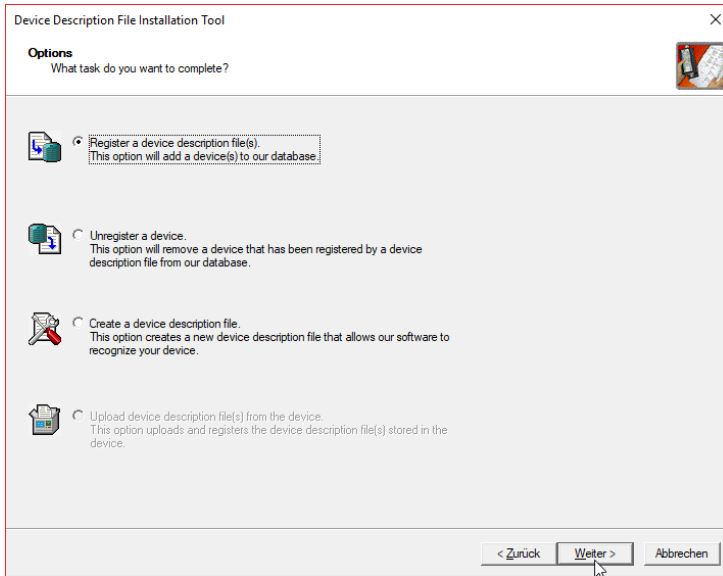 Device Description File Installation Tool
Options
What task do you want to complete?
Register a device description file(s).
This option will add a device(s) to our database.
Unregister a device.
This option will remove a device that has been registered by a device
description file from our database.
Create a device description file.
This option creates a new device description file that allows our software to
recognize your device.
Upload device description file(s) from the device.
This option uploads and registers the device description file(s) stored in the
device.
< Zurück Weiter > Abbrechen